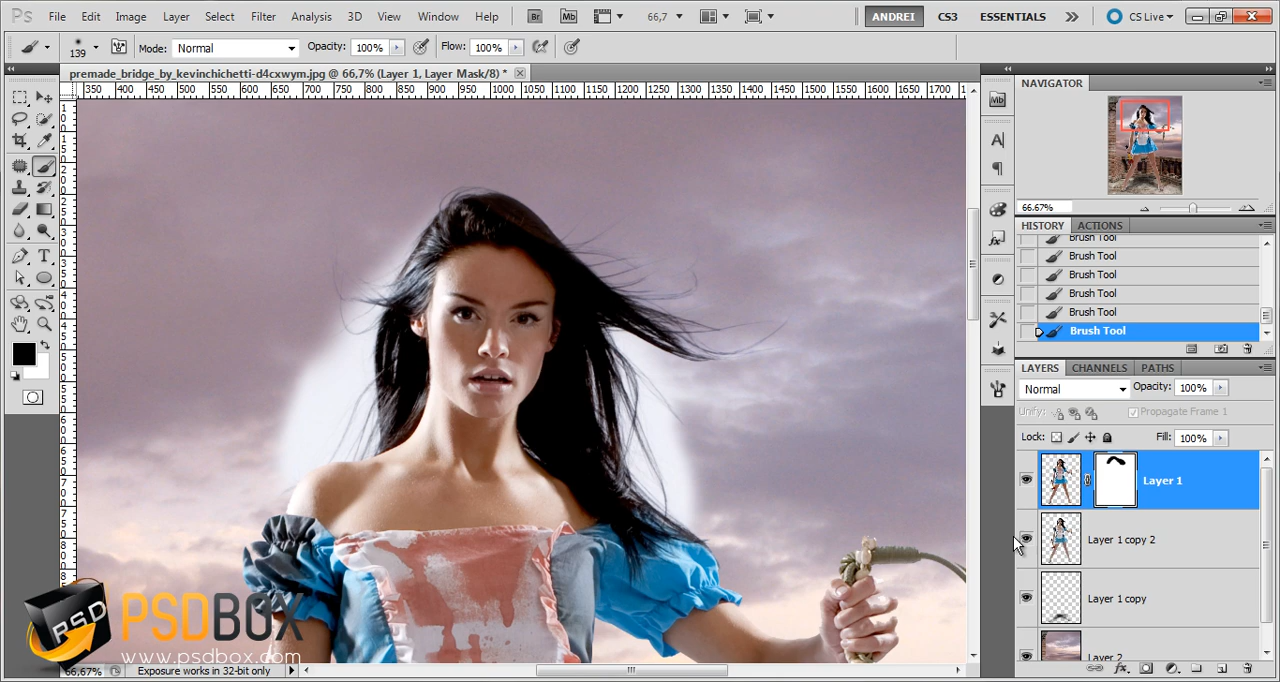 Ps File Edit Image Layer Select Filter Analysis 3D View Window Help Br Mb 66,7 ANDREI CS3 ESSENTIALS CS Live
139 Mode: Normal Opacity: 100% Flow: 100%
premade_bridge_by_kevinchichetti-d4cxwym.jpg @ 66,7% (Layer 1, Layer Mask/8) *
350 400 450 500 550 600 650 700 750 800 850 900 950 1000 1050 1100 1150 1200 1250 1300 1350 1400 1450 1500 1550 1600 1650 1700
NAVIGATOR
Mb
66.67%
HISTORY ACTIONS
Brush Tool
Brush Tool
Brush Tool
Brush Tool
Brush Tool
Brush Tool
LAYERS CHANNELS PATHS
Normal Opacity: 100%
Unify: Propagate Frame 1
Lock: Fill: 100%
Layer 1
Layer 1 copy 2
Layer 1 copy
Layer 2
PSD PSDBOX
www.psdbox.com
66,67% Exposure works in 32-bit only